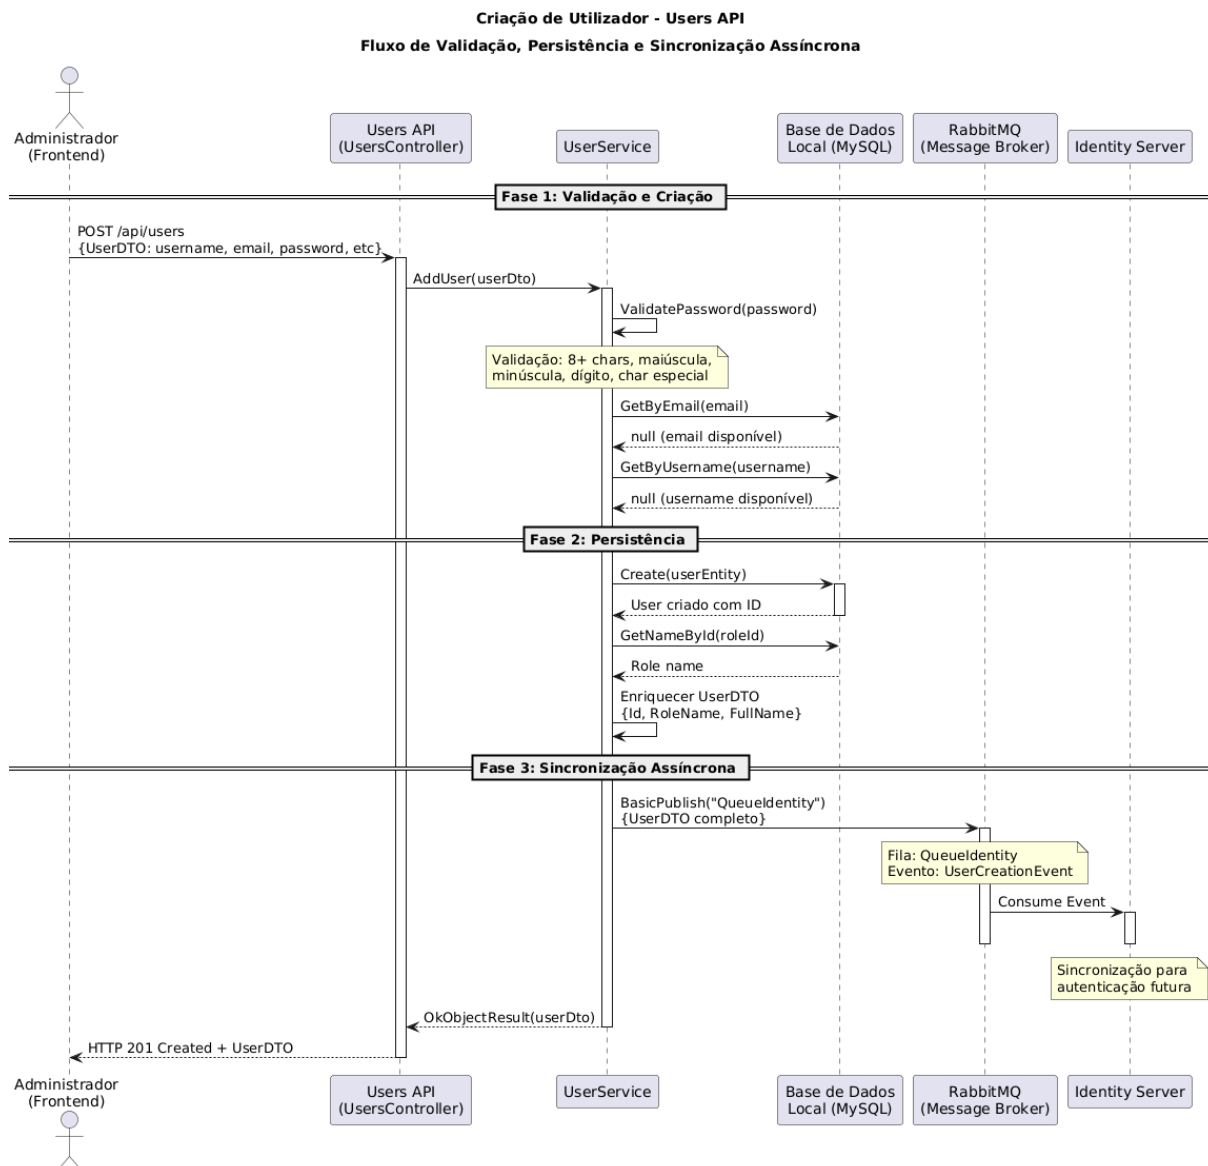 Criação de Utilizador - Users API
Fluxo de Validação, Persistência e Sincronização Assíncrona
Administrador
(Frontend)
Users API
(UsersController)
UserService
Base de Dados
Local (MySQL)
RabbitMQ
(Message Broker)
Identity Server
Fase 1: Validação e Criação
POST /api/users
{UserDTO: username, email, password, etc}
AddUser(userDto)
ValidatePassword(password)
Validação: 8+ chars, maiúscula,
minúscula, dígito, char especial
GetByEmail(email)
null (email disponível)
GetByUsername(username)
null (username disponível)
Fase 2: Persistência
Create(userEntity)
User criado com ID
GetNameById(roleId)
Role name
Enriquecer UserDTO
{Id, RoleName, FullName}
Fase 3: Sincronização Assíncrona
BasicPublish("QueueIdentity")
{UserDTO completo}
Fila: QueueIdentity
Evento: UserCreationEvent
Consume Event
Sincronização para
autenticação futura
OkObjectResult(userDto)
HTTP 201 Created + UserDTO
Administrador
(Frontend)
Users API
(UsersController)
UserService
Base de Dados
Local (MySQL)
RabbitMQ
(Message Broker)
Identity Server